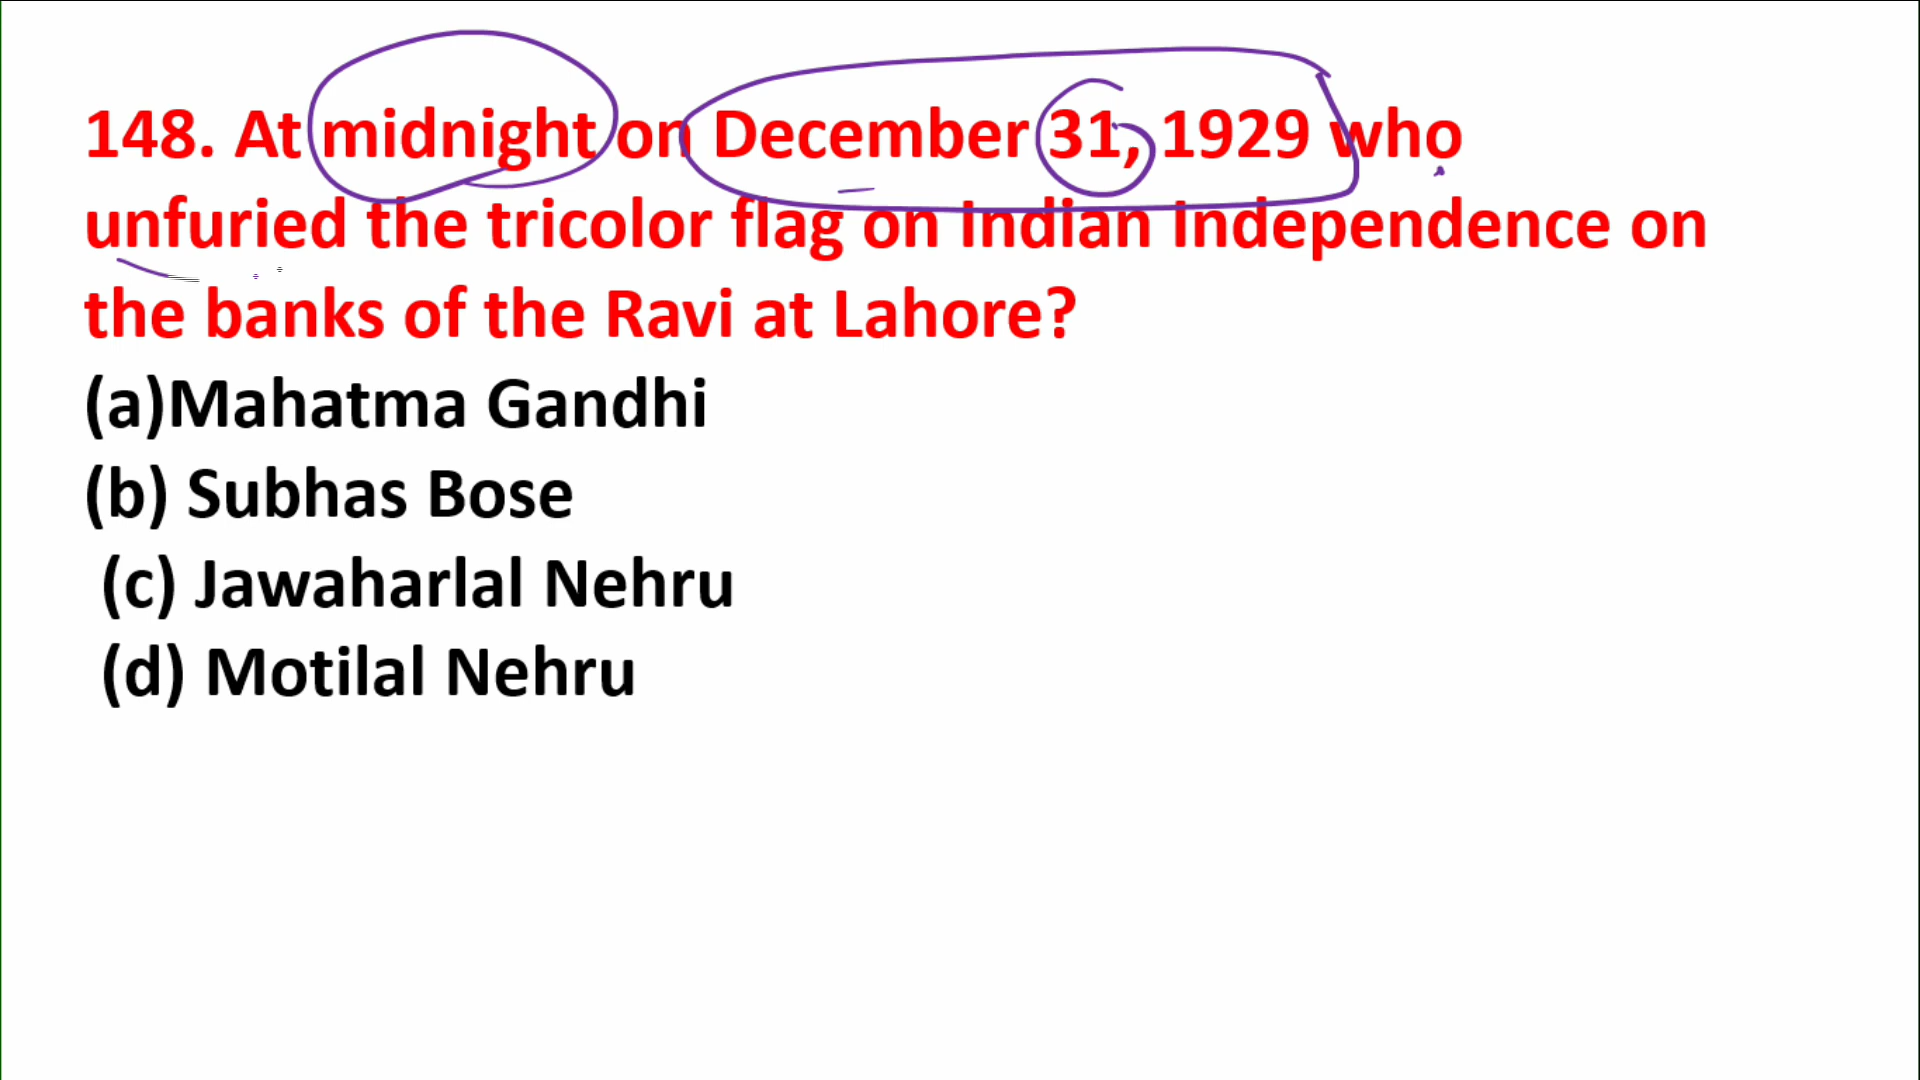 148. At midnight on December 31, 1929 who
unfuried the tricolor flag on Indian Independence on
the banks of the Ravi at Lahore?
(a)Mahatma Gandhi
(b) Subhas Bose
(c) Jawaharlal Nehru
(d) Motilal Nehru